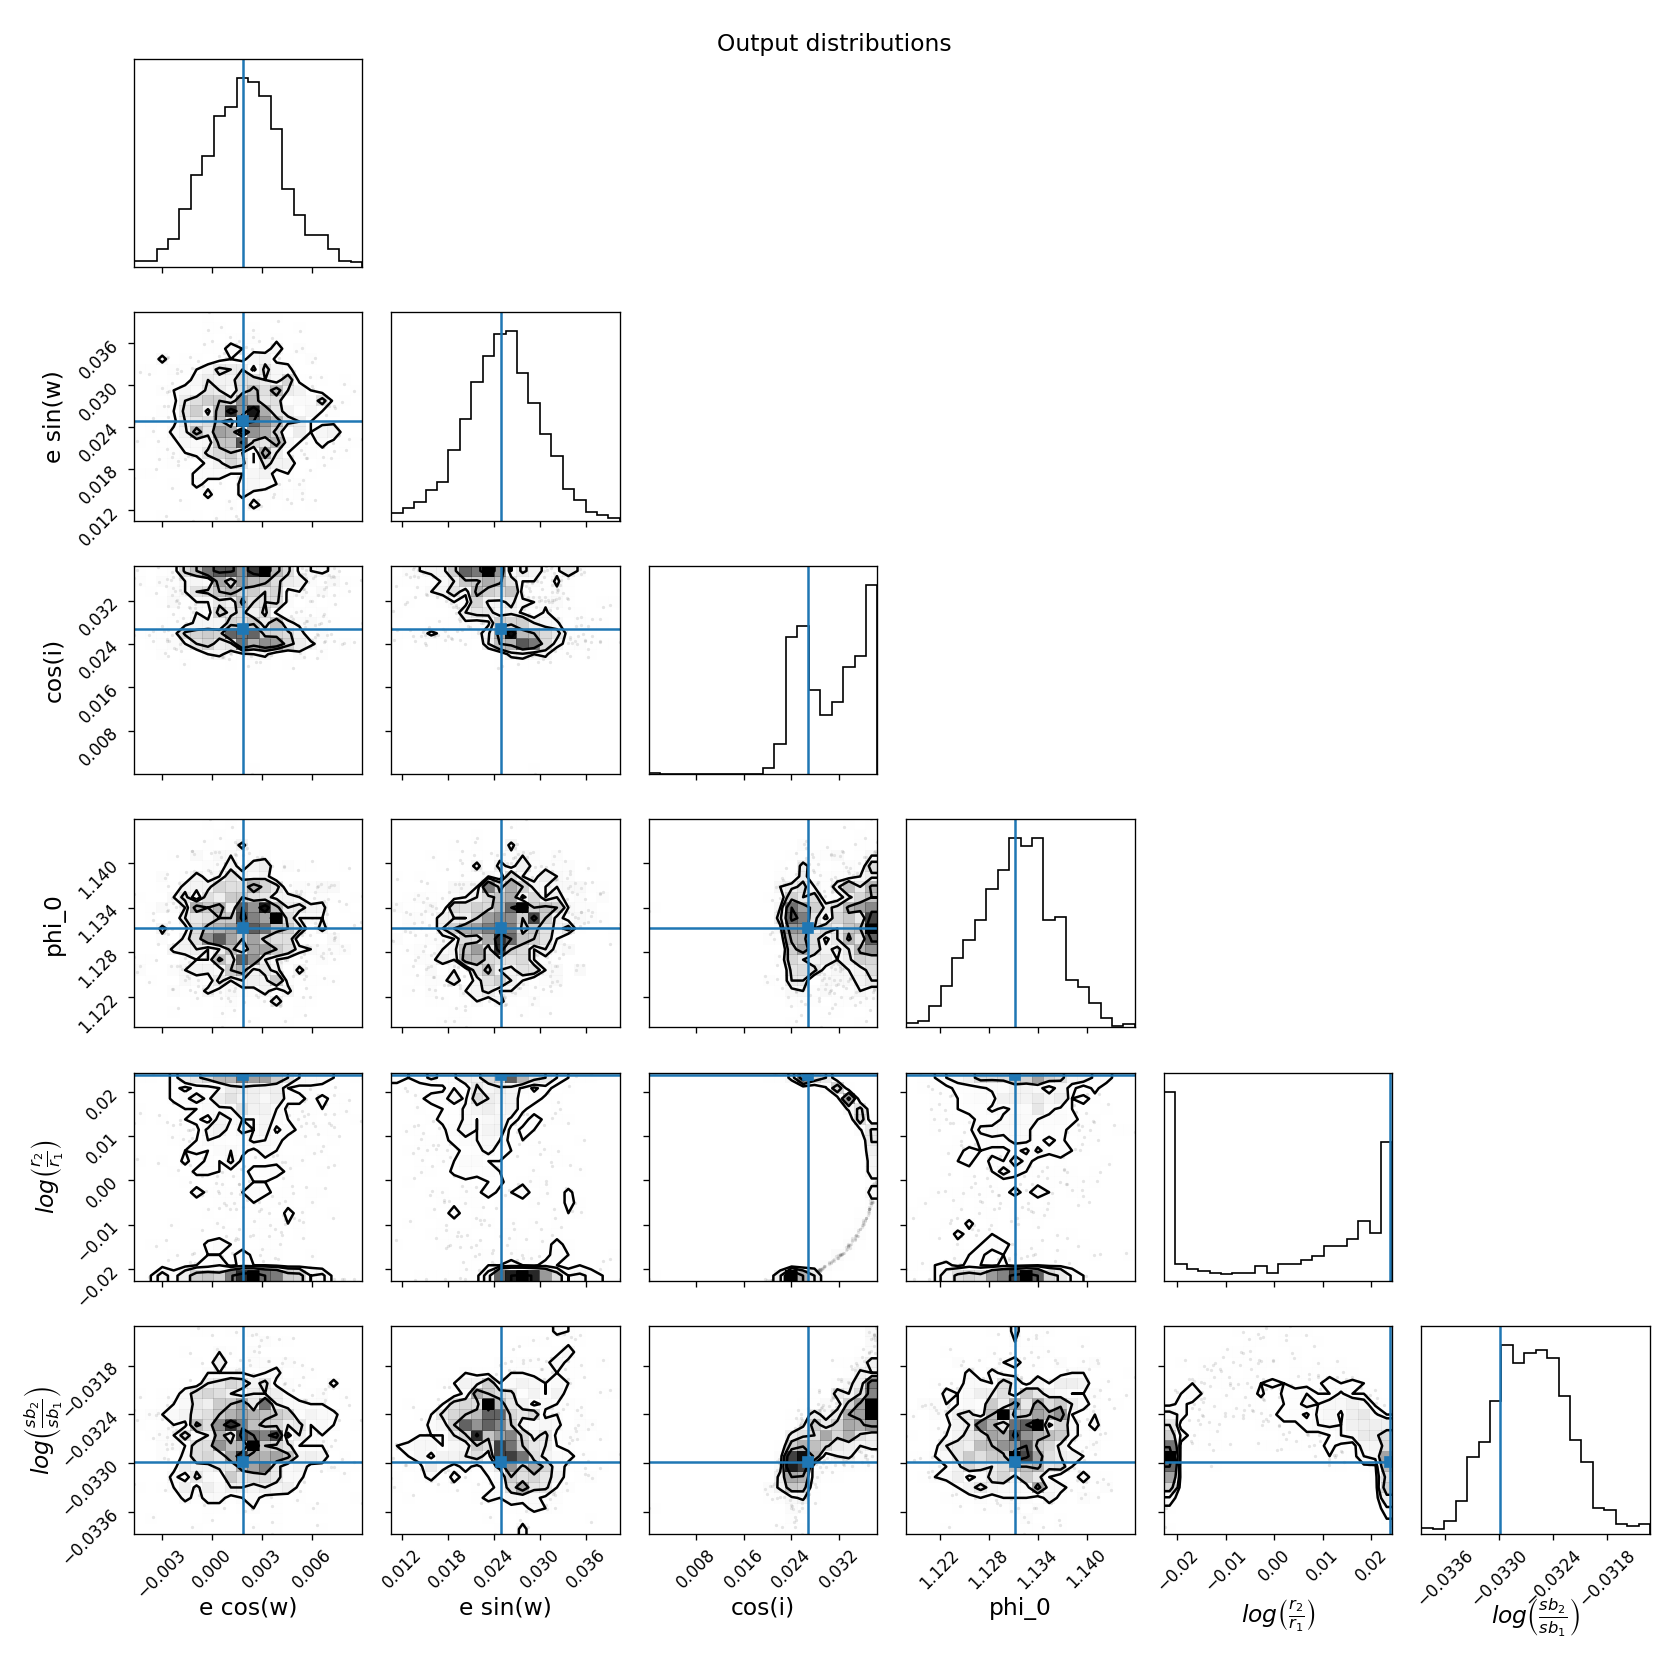 Output distributions
e sin(w)
0.036
0.030
0.024
0.018
0.012
cos(i)
0.032
0.024
0.016
0.008
phi_0
1.140
1.134
1.128
1.122
log(r₂/r₁)
0.02
0.01
0.00
−0.01
−0.02
log(sb₂/sb₁)
−0.0318
−0.0324
−0.0330
−0.0336
−0.003 0.000 0.003 0.006 0.012 0.018 0.024 0.030 0.036 0.008 0.016 0.024 0.032 1.122 1.128 1.134 1.140 −0.02 −0.01 0.00 0.01 0.02 −0.0336 −0.0330 −0.0324 −0.0318
e cos(w) e sin(w) cos(i) phi_0 log(r₂/r₁) log(sb₂/sb₁)